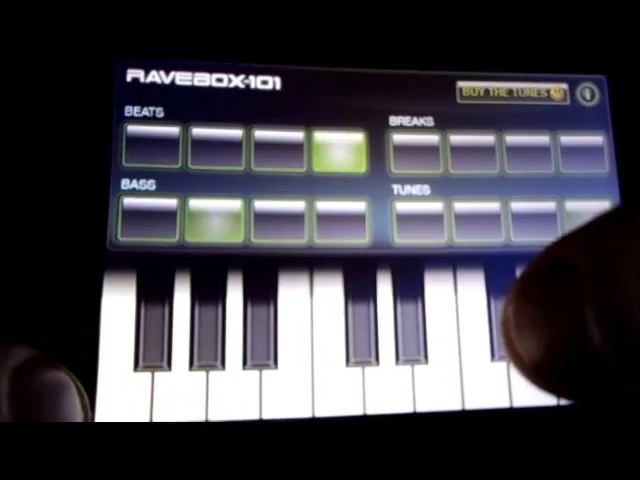 RAVEBOX-101
BUY THE TUNES
BEATS
BREAKS
BASS
TUNES